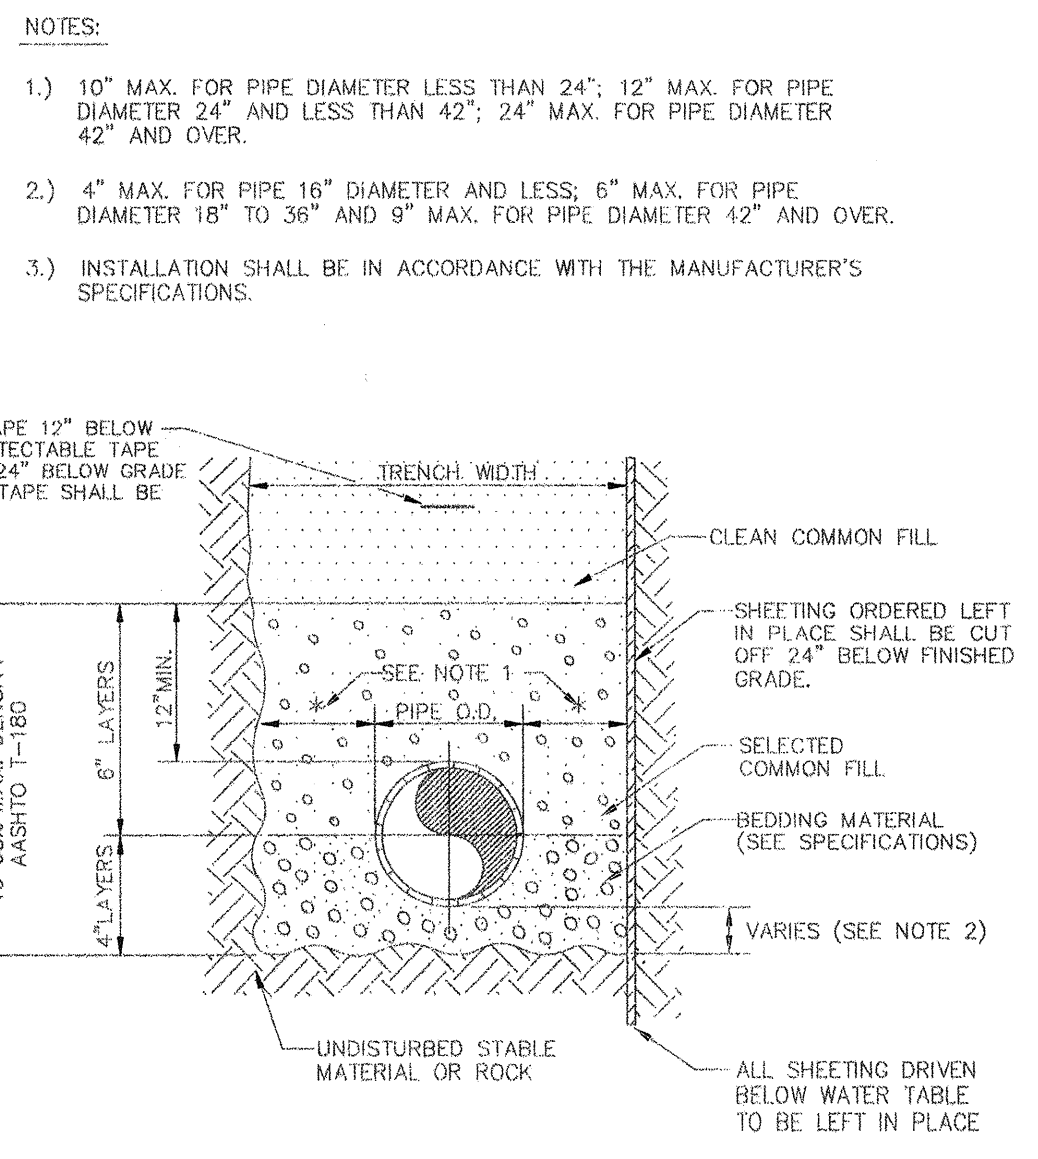 NOTES:
1.) 10" MAX. FOR PIPE DIAMETER LESS THAN 24"; 12" MAX. FOR PIPE
DIAMETER 24" AND LESS THAN 42"; 24" MAX. FOR PIPE DIAMETER
42" AND OVER.
2.) 4" MAX. FOR PIPE 16" DIAMETER AND LESS; 6" MAX. FOR PIPE
DIAMETER 18" TO 36" AND 9" MAX. FOR PIPE DIAMETER 42" AND OVER.
3.) INSTALLATION SHALL BE IN ACCORDANCE WITH THE MANUFACTURER'S
SPECIFICATIONS.
APE 12" BELOW
TECTABLE TAPE
24" BELOW GRADE
TAPE SHALL BE
TRENCH WIDTH
CLEAN COMMON FILL
SHEETING ORDERED LEFT
IN PLACE SHALL BE CUT
OFF 24" BELOW FINISHED
GRADE.
SEE NOTE 1
* *
PIPE O.D.
12"MIN.
6" LAYERS
AASHTO T-180
SELECTED
COMMON FILL
BEDDING MATERIAL
(SEE SPECIFICATIONS)
4"LAYERS
VARIES (SEE NOTE 2)
UNDISTURBED STABLE
MATERIAL OR ROCK
ALL SHEETING DRIVEN
BELOW WATER TABLE
TO BE LEFT IN PLACE